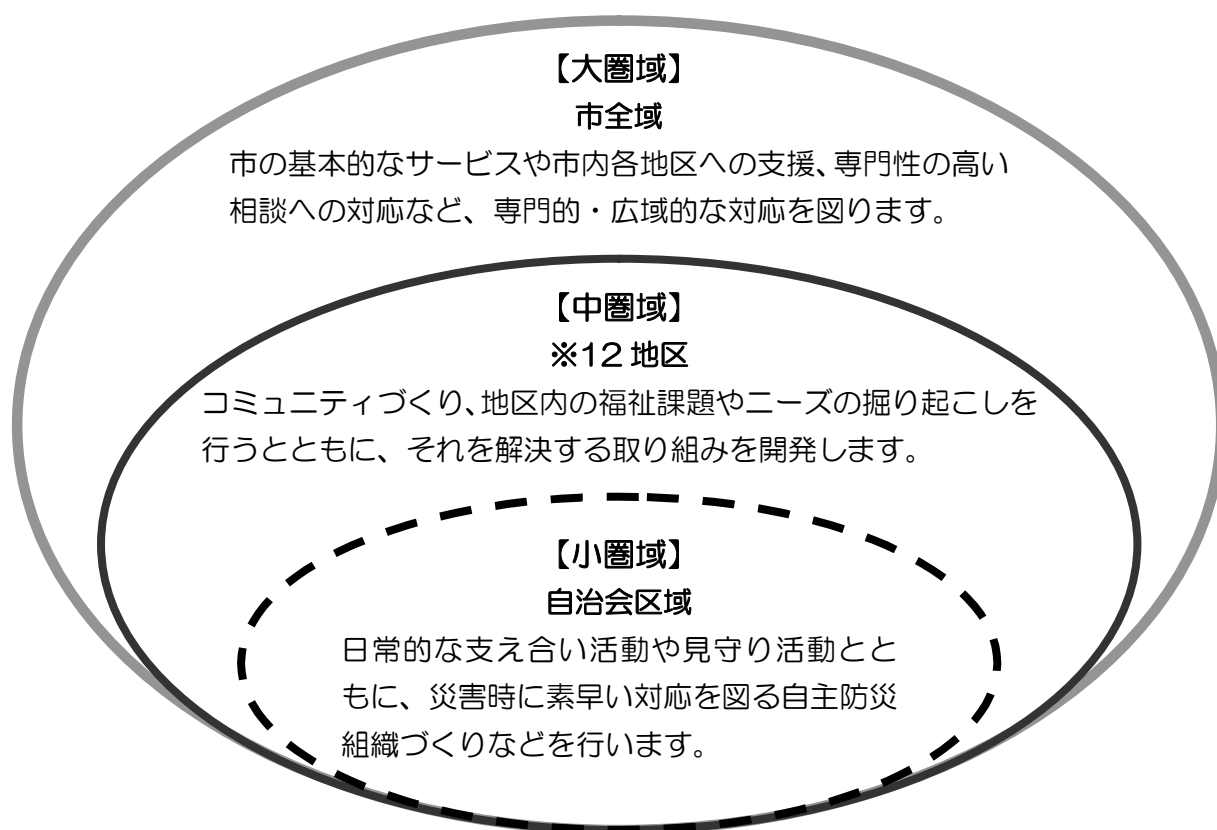 【大圏域】
市全域
市の基本的なサービスや市内各地区への支援、専門性の高い
相談への対応など、専門的・広域的な対応を図ります。
【中圏域】
※12地区
コミュニティづくり、地区内の福祉課題やニーズの掘り起こしを
行うとともに、それを解決する取り組みを開発します。
【小圏域】
自治会区域
日常的な支え合い活動や見守り活動とと
もに、災害時に素早い対応を図る自主防災
組織づくりなどを行います。